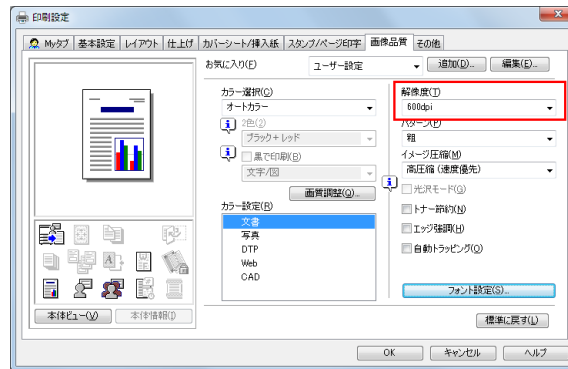 印刷設定
Myタブ 基本設定 レイアウト 仕上げ カバーシート/挿入紙 スタンプ/ページ印字 画像品質 その他
お気に入り(F) ユーザー設定 追加(D)... 編集(E)...
カラー選択(C)
オートカラー
2色(2)
ブラック+レッド
黒で印刷(B)
文字/図
画質調整(Q)...
カラー設定(R)
文書
写真
DTP
Web
CAD
解像度(T)
600dpi
パターン(P)
粗
イメージ圧縮(M)
高圧縮 (速度優先)
光沢モード(G)
トナー節約(N)
エッジ強調(H)
自動トラッピング(O)
フォント設定(S)...
本体ビュー(V) 本体情報(I)
標準に戻す(L)
OK キャンセル ヘルプ